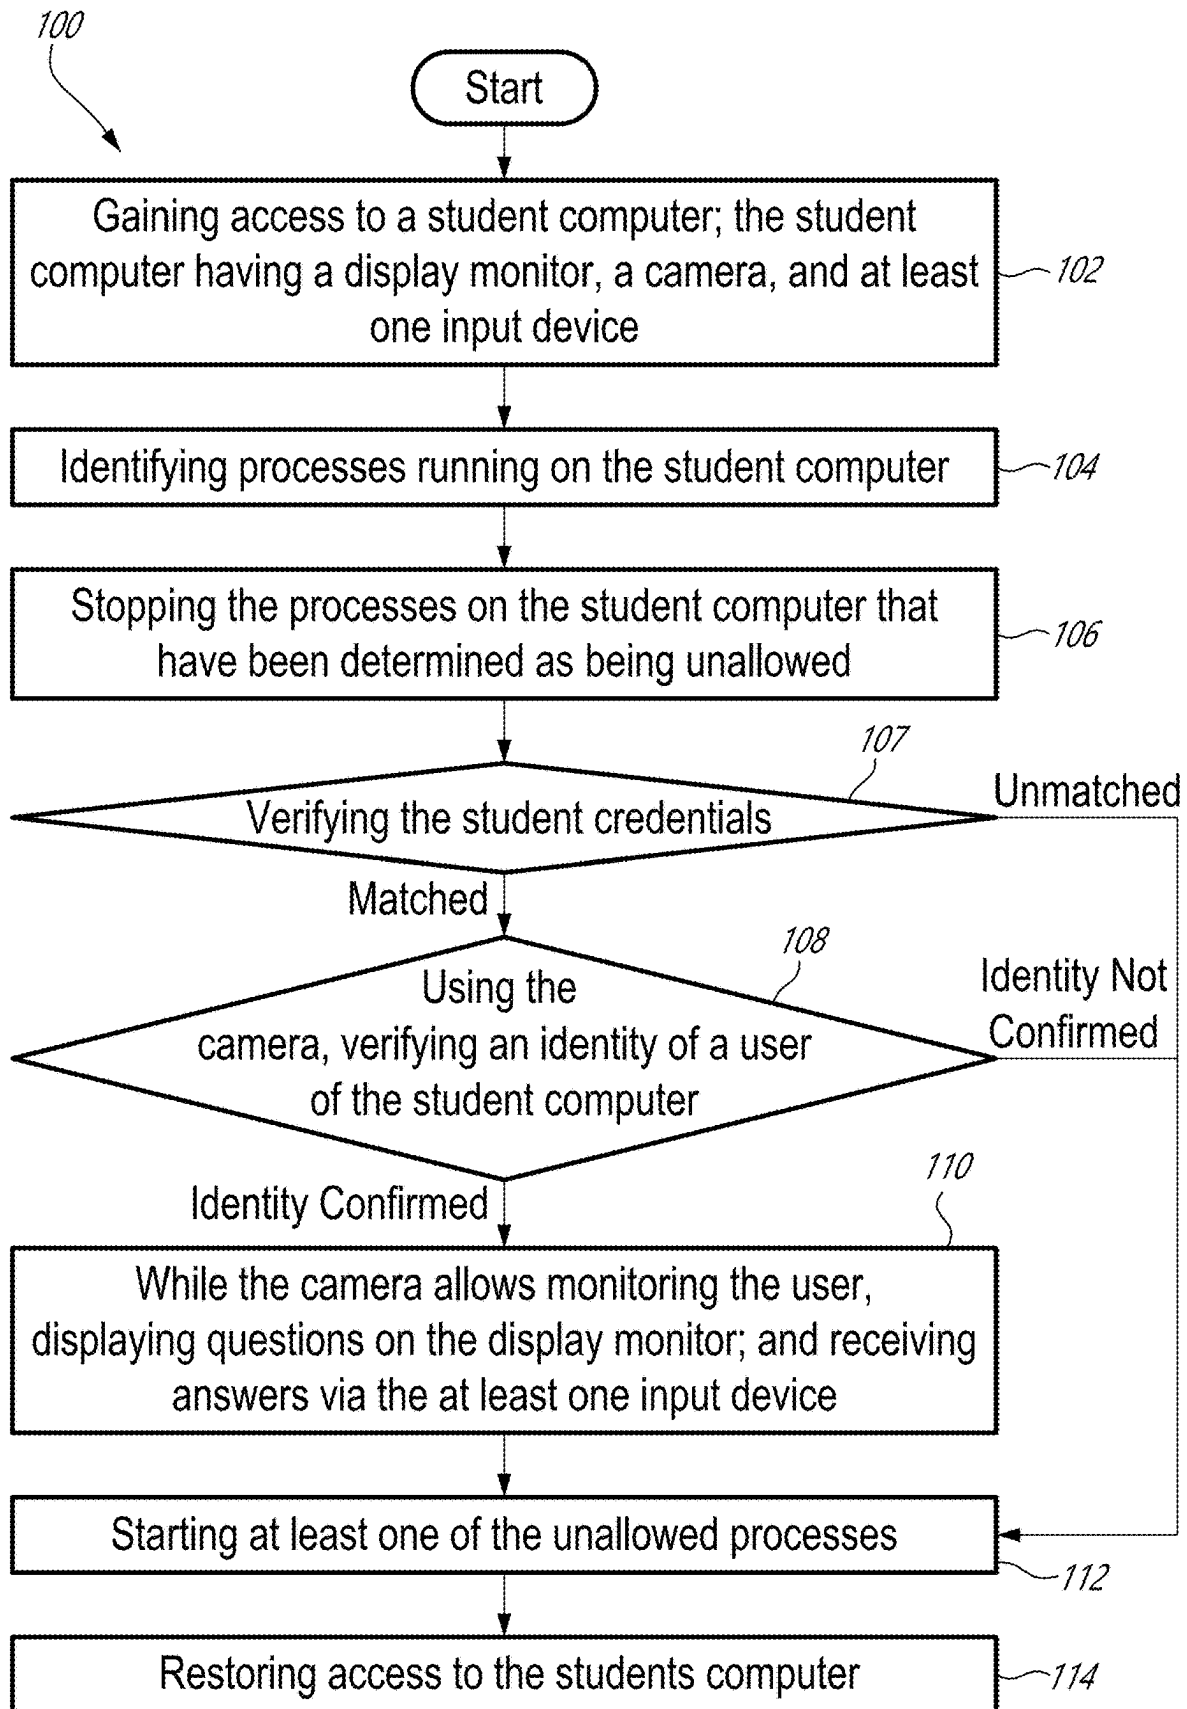 100
Start
Gaining access to a student computer; the student
computer having a display monitor, a camera, and at least
one input device
102
Identifying processes running on the student computer
104
Stopping the processes on the student computer that
have been determined as being unallowed
106
107
Verifying the student credentials
Unmatched
Matched
108
Using the
camera, verifying an identity of a user
of the student computer
Identity Not
Confirmed
Identity Confirmed
110
While the camera allows monitoring the user,
displaying questions on the display monitor; and receiving
answers via the at least one input device
Starting at least one of the unallowed processes
112
Restoring access to the students computer
114